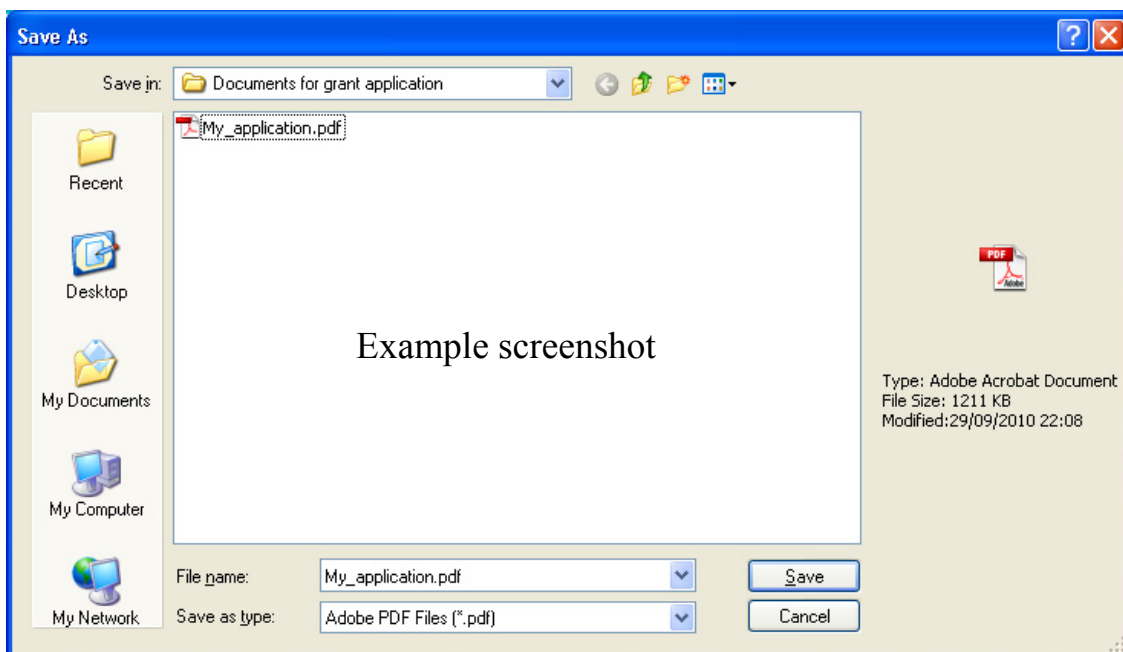 Save As
Save in:
Documents for grant application
My_application.pdf
Recent
Desktop
My Documents
My Computer
My Network
Example screenshot
PDF
Adobe
Type: Adobe Acrobat Document
File Size: 1211 KB
Modified:29/09/2010 22:08
File name:
My_application.pdf
Save
Save as type:
Adobe PDF Files (*.pdf)
Cancel